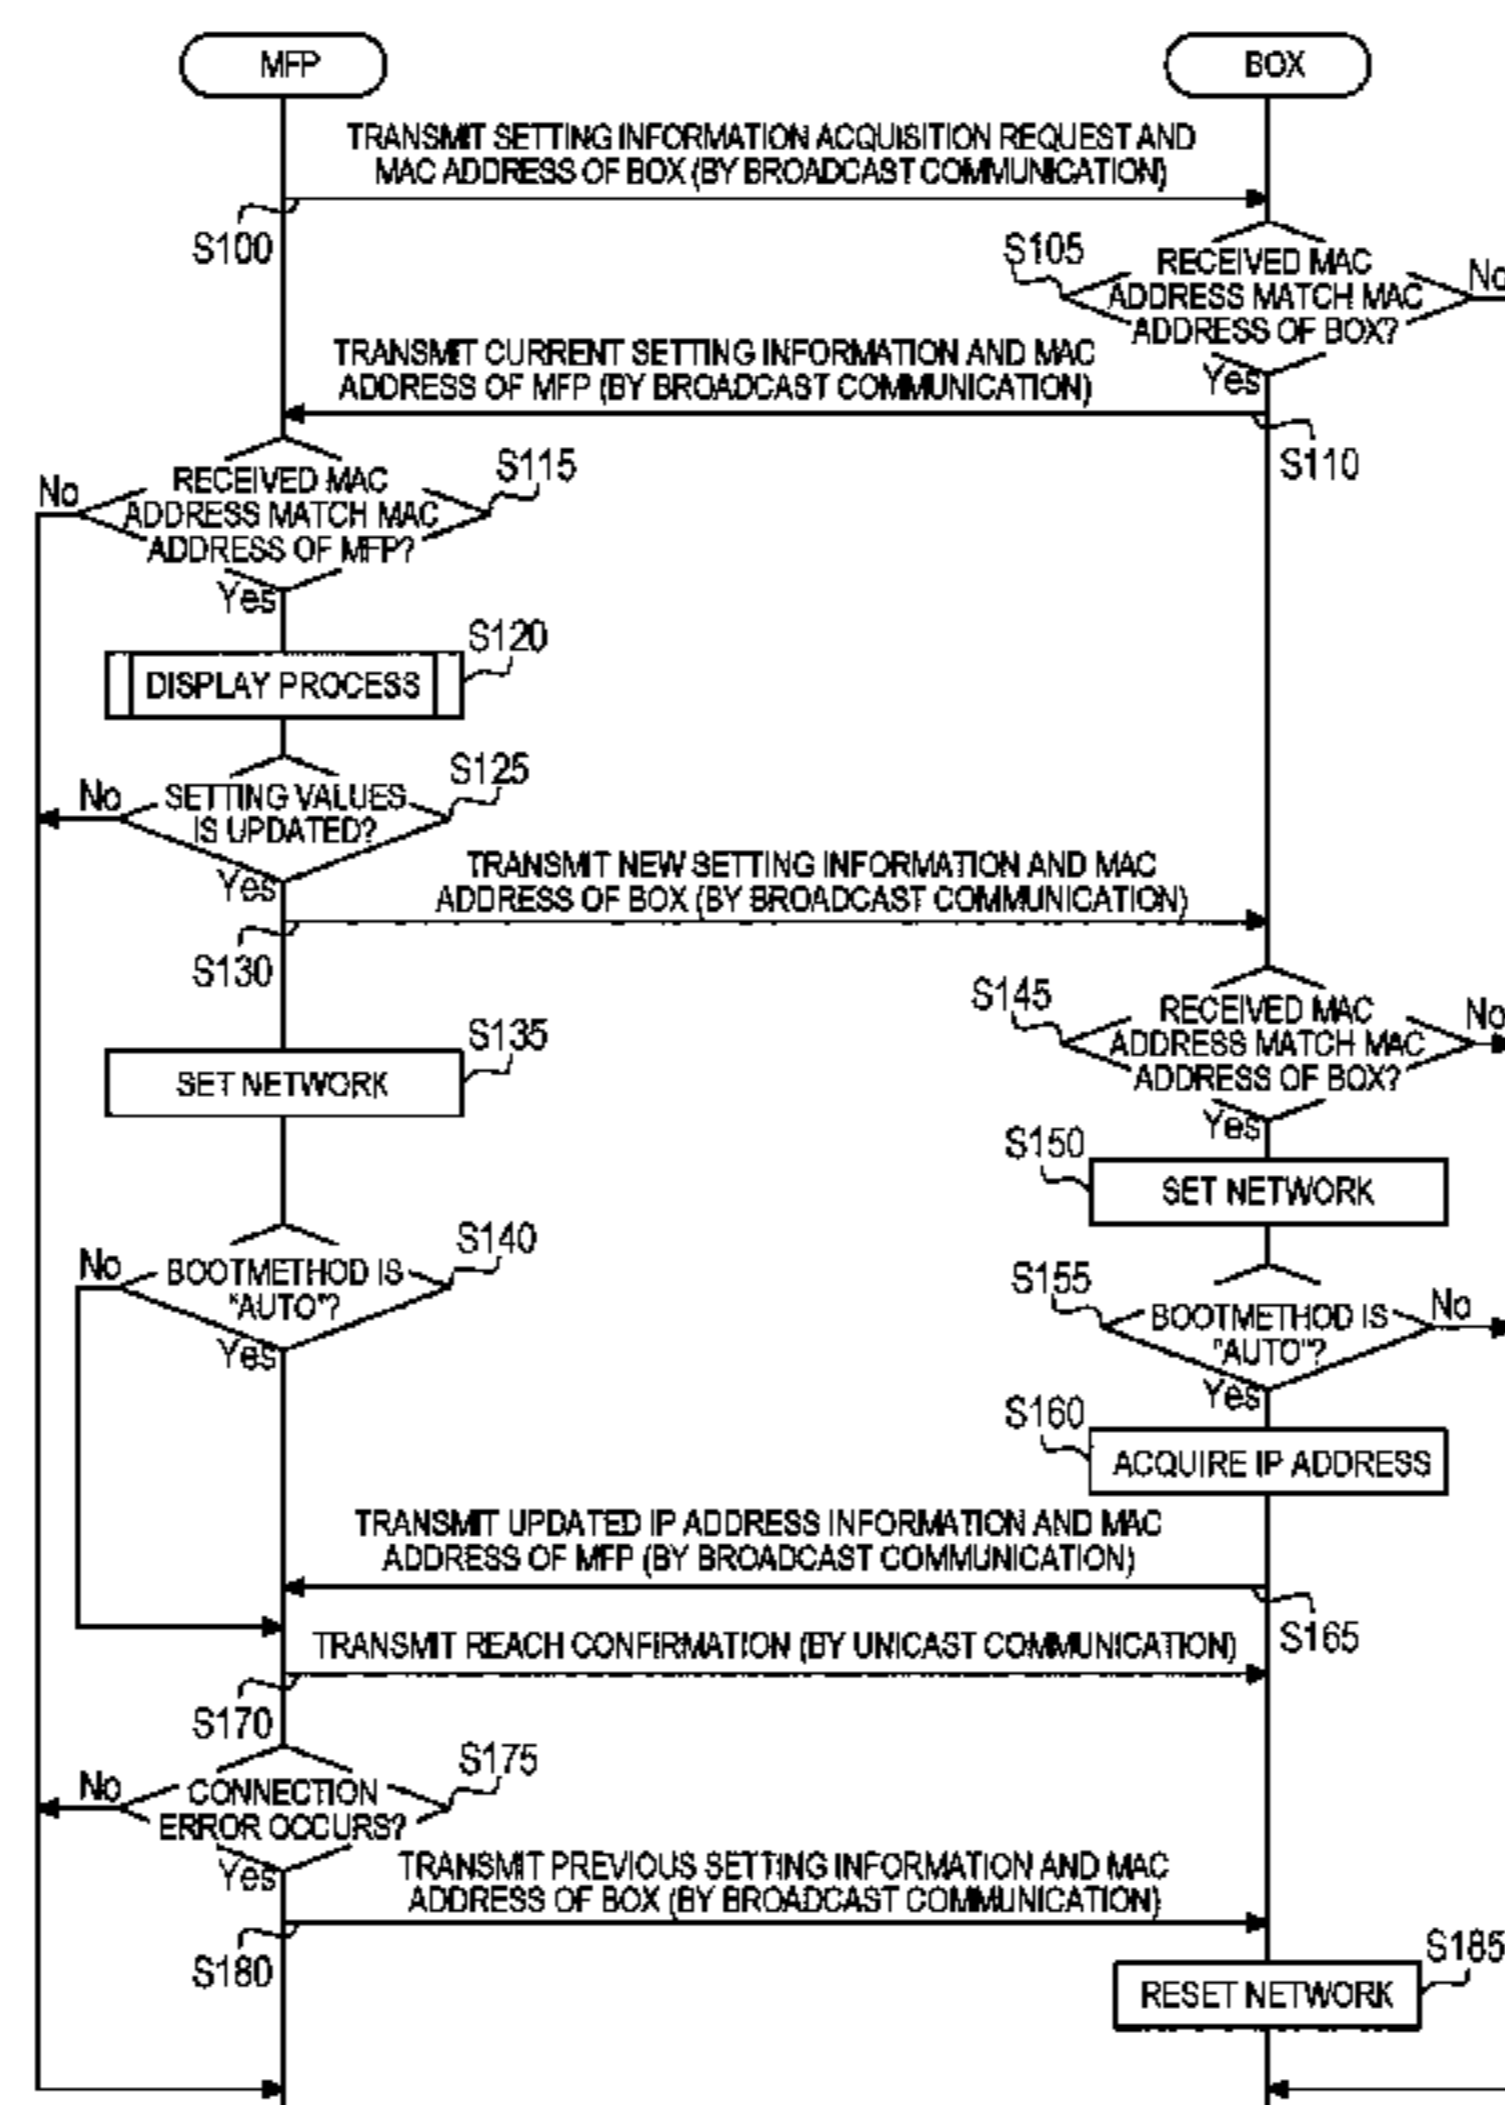 MFP
BOX
TRANSMIT SETTING INFORMATION ACQUISITION REQUEST AND
MAC ADDRESS OF BOX (BY BROADCAST COMMUNICATION)
S100
S105
RECEIVED MAC
ADDRESS MATCH MAC
ADDRESS OF BOX?
No
Yes
TRANSMIT CURRENT SETTING INFORMATION AND MAC
ADDRESS OF MFP (BY BROADCAST COMMUNICATION)
S110
S115
RECEIVED MAC
ADDRESS MATCH MAC
ADDRESS OF MFP?
No
Yes
S120
DISPLAY PROCESS
S125
SETTING VALUES
IS UPDATED?
No
Yes
TRANSMIT NEW SETTING INFORMATION AND MAC
ADDRESS OF BOX (BY BROADCAST COMMUNICATION)
S130
S145
RECEIVED MAC
ADDRESS MATCH MAC
ADDRESS OF BOX?
No
Yes
S135
SET NETWORK
S150
SET NETWORK
S140
BOOTMETHOD IS
"AUTO"?
No
Yes
S155
BOOTMETHOD IS
"AUTO"?
No
Yes
S160
ACQUIRE IP ADDRESS
TRANSMIT UPDATED IP ADDRESS INFORMATION AND MAC
ADDRESS OF MFP (BY BROADCAST COMMUNICATION)
S165
TRANSMIT REACH CONFIRMATION (BY UNICAST COMMUNICATION)
S170
S175
CONNECTION
ERROR OCCURS?
No
Yes
TRANSMIT PREVIOUS SETTING INFORMATION AND MAC
ADDRESS OF BOX (BY BROADCAST COMMUNICATION)
S180
S185
RESET NETWORK